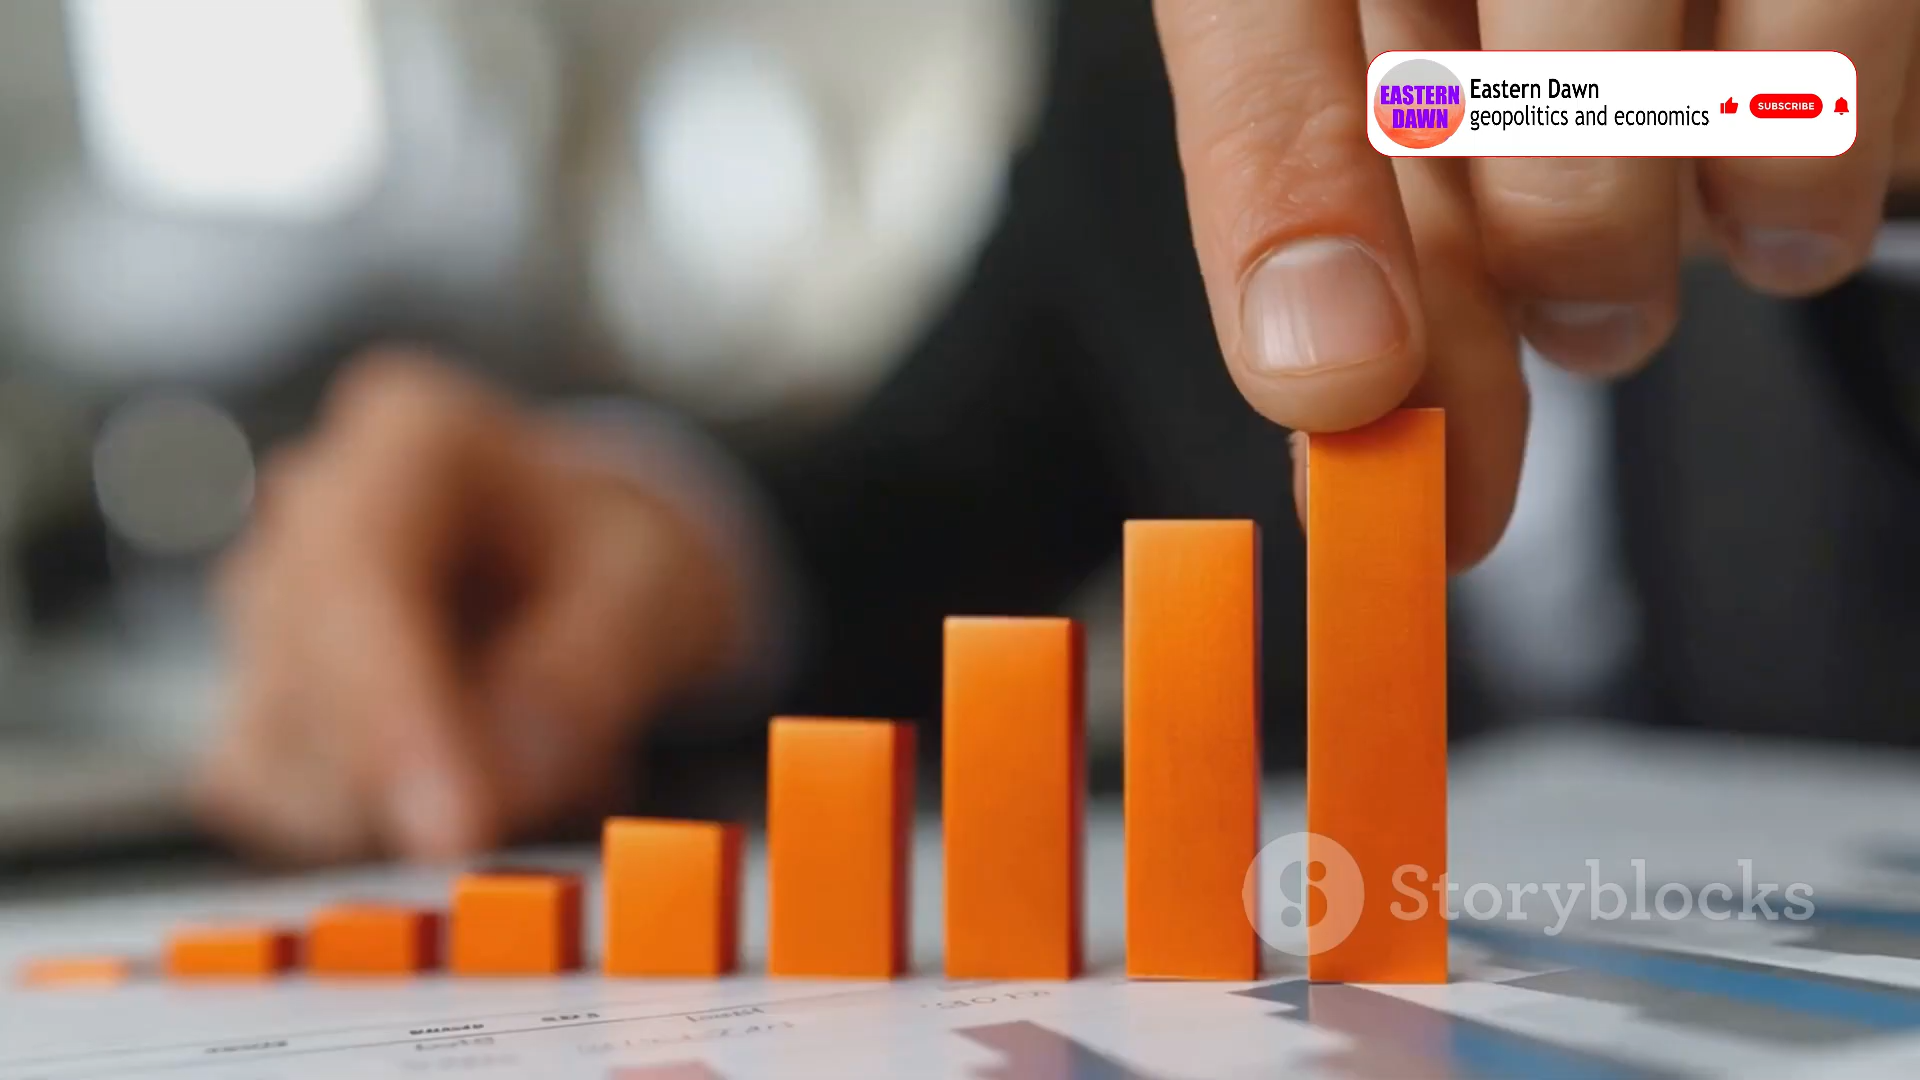 EASTERN
DAWN
Eastern Dawn
geopolitics and economics
SUBSCRIBE
Storyblocks